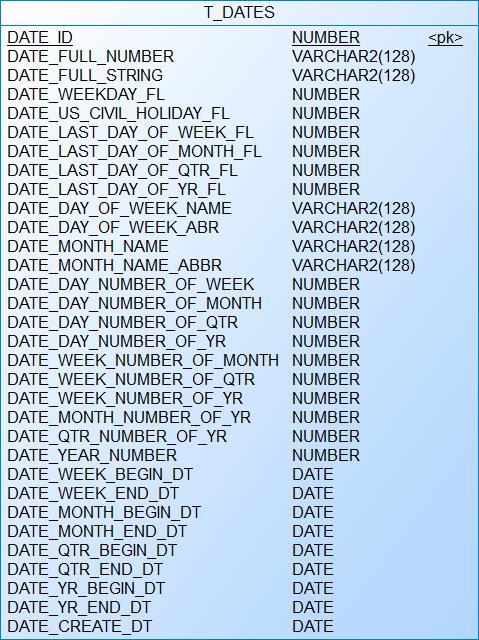 T_DATES
DATE_ID NUMBER <pk>
DATE_FULL_NUMBER VARCHAR2(128)
DATE_FULL_STRING VARCHAR2(128)
DATE_WEEKDAY_FL NUMBER
DATE_US_CIVIL_HOLIDAY_FL NUMBER
DATE_LAST_DAY_OF_WEEK_FL NUMBER
DATE_LAST_DAY_OF_MONTH_FL NUMBER
DATE_LAST_DAY_OF_QTR_FL NUMBER
DATE_LAST_DAY_OF_YR_FL NUMBER
DATE_DAY_OF_WEEK_NAME VARCHAR2(128)
DATE_DAY_OF_WEEK_ABR VARCHAR2(128)
DATE_MONTH_NAME VARCHAR2(128)
DATE_MONTH_NAME_ABBR VARCHAR2(128)
DATE_DAY_NUMBER_OF_WEEK NUMBER
DATE_DAY_NUMBER_OF_MONTH NUMBER
DATE_DAY_NUMBER_OF_QTR NUMBER
DATE_DAY_NUMBER_OF_YR NUMBER
DATE_WEEK_NUMBER_OF_MONTH NUMBER
DATE_WEEK_NUMBER_OF_QTR NUMBER
DATE_WEEK_NUMBER_OF_YR NUMBER
DATE_MONTH_NUMBER_OF_YR NUMBER
DATE_QTR_NUMBER_OF_YR NUMBER
DATE_YEAR_NUMBER NUMBER
DATE_WEEK_BEGIN_DT DATE
DATE_WEEK_END_DT DATE
DATE_MONTH_BEGIN_DT DATE
DATE_MONTH_END_DT DATE
DATE_QTR_BEGIN_DT DATE
DATE_QTR_END_DT DATE
DATE_YR_BEGIN_DT DATE
DATE_YR_END_DT DATE
DATE_CREATE_DT DATE